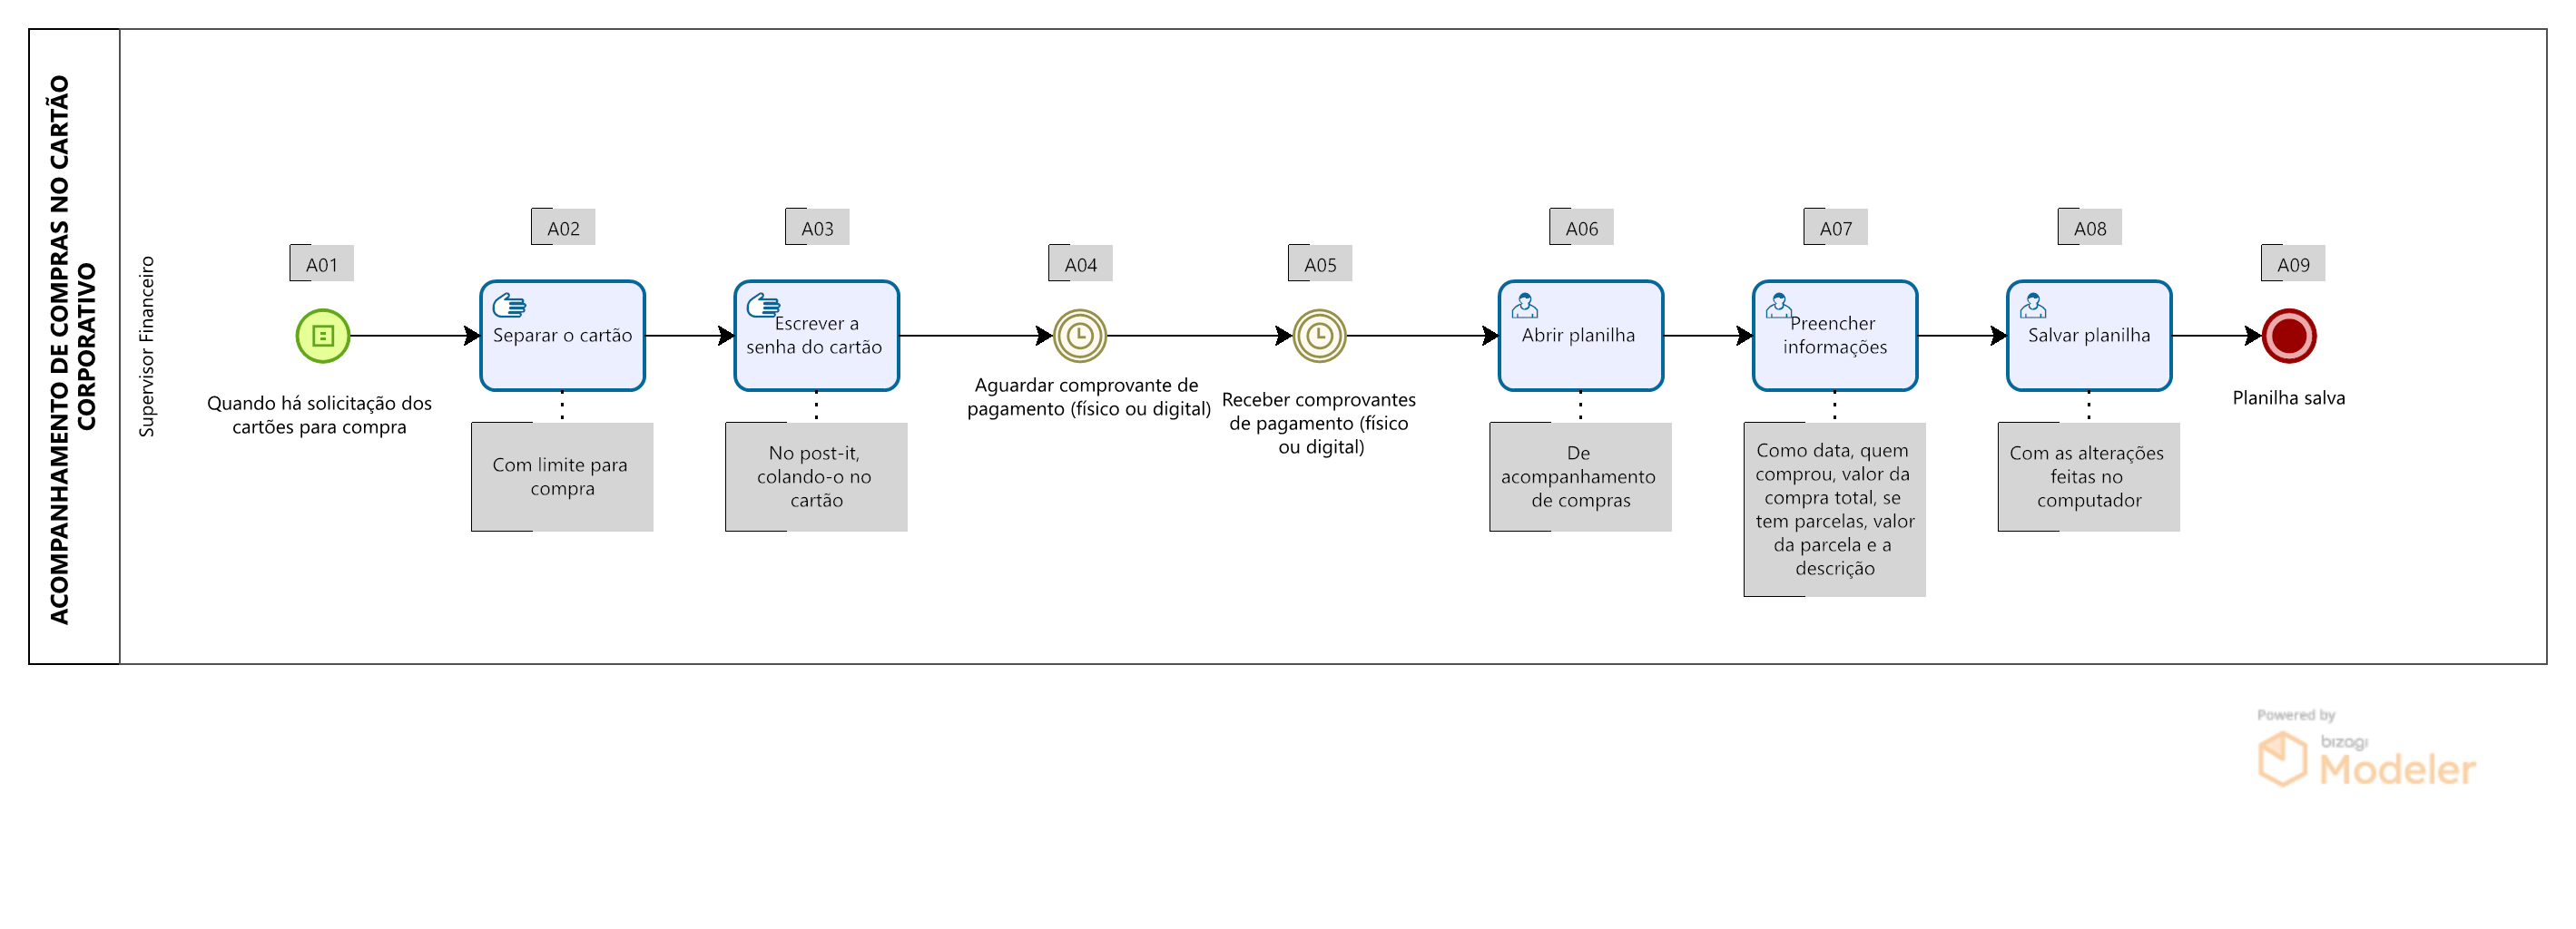 ACOMPANHAMENTO DE COMPRAS NO CARTÃO
CORPORATIVO
Supervisor Financeiro
A01
Quando há solicitação dos
cartões para compra
A02
Separar o cartão
Com limite para
compra
A03
Escrever a
senha do cartão
No post-it,
colando-o no
cartão
A04
Aguardar comprovante de
pagamento (físico ou digital)
A05
Receber comprovantes
de pagamento (físico
ou digital)
A06
Abrir planilha
De
acompanhamento
de compras
A07
Preencher
informações
Como data, quem
comprou, valor da
compra total, se
tem parcelas, valor
da parcela e a
descrição
A08
Salvar planilha
Com as alterações
feitas no
computador
A09
Planilha salva
Powered by
bizagi
Modeler